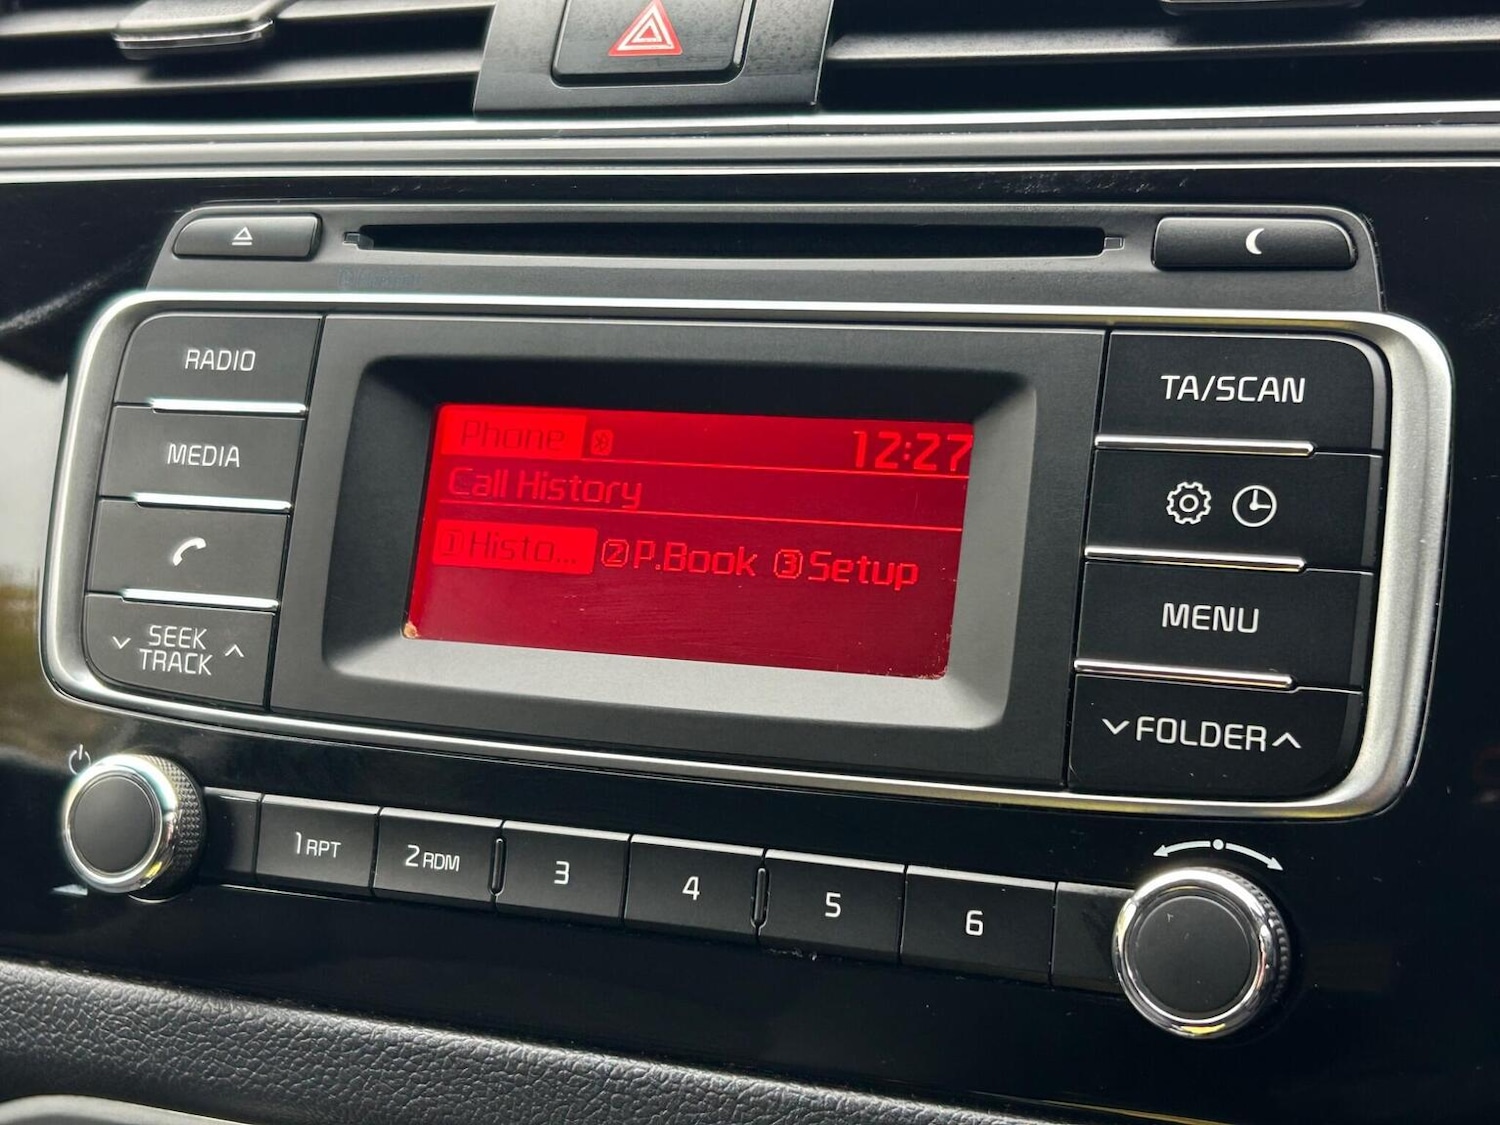 RADIO
MEDIA
SEEK
TRACK
Phone 12:27
Call History
1 Histo... 2 P.Book 3 Setup
TA/SCAN
MENU
FOLDER
1 RPT
2 RDM
3
4
5
6